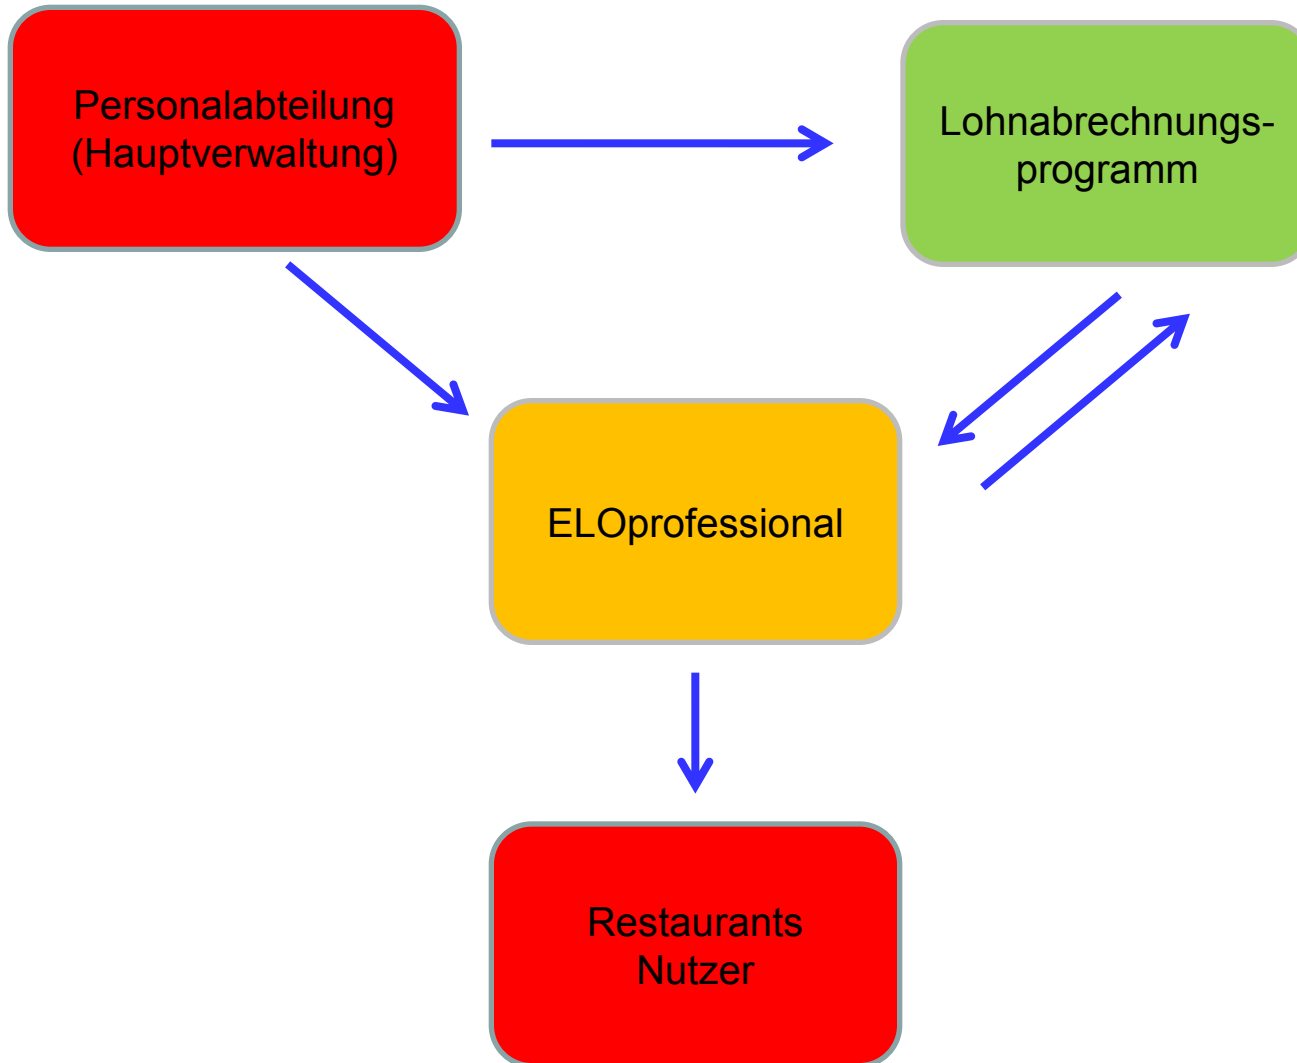 Personalabteilung
(Hauptverwaltung)
Lohnabrechnungs-
programm
ELOprofessional
Restaurants
Nutzer